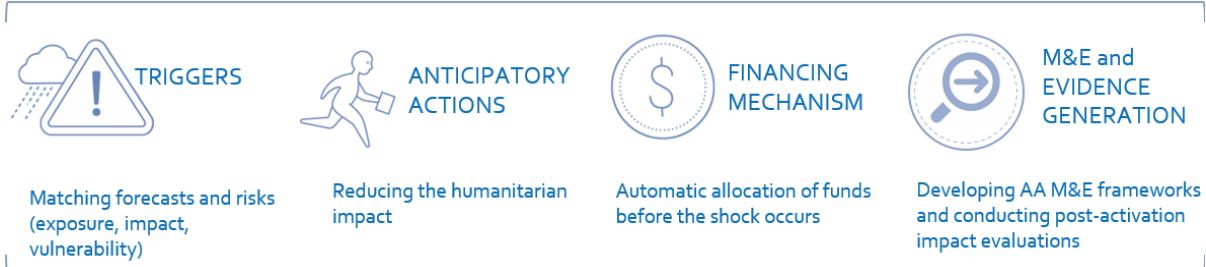 TRIGGERS
Matching forecasts and risks
(exposure, impact,
vulnerability)
ANTICIPATORY
ACTIONS
Reducing the humanitarian
impact
$
FINANCING
MECHANISM
Automatic allocation of funds
before the shock occurs
M&E and
EVIDENCE
GENERATION
Developing AA M&E frameworks
and conducting post-activation
impact evaluations